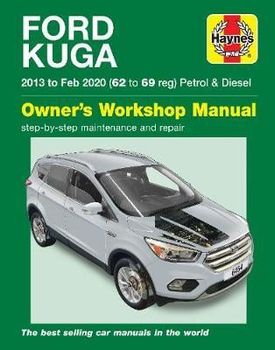 FORD
KUGA
Haynes
2013 to Feb 2020 (62 to 69 reg) Petrol & Diesel
Owner's Workshop Manual
step-by-step maintenance and repair
The best selling car manuals in the world